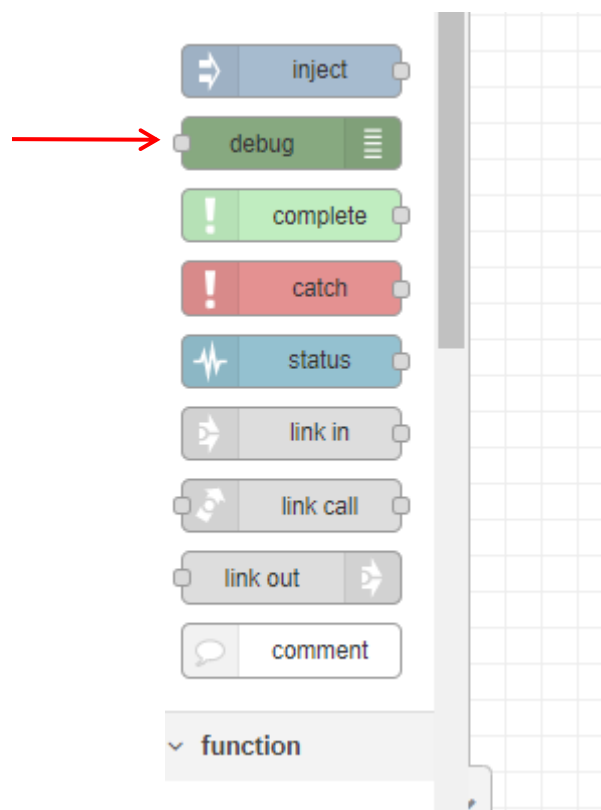 inject
debug
complete
catch
status
link in
link call
link out
comment
function